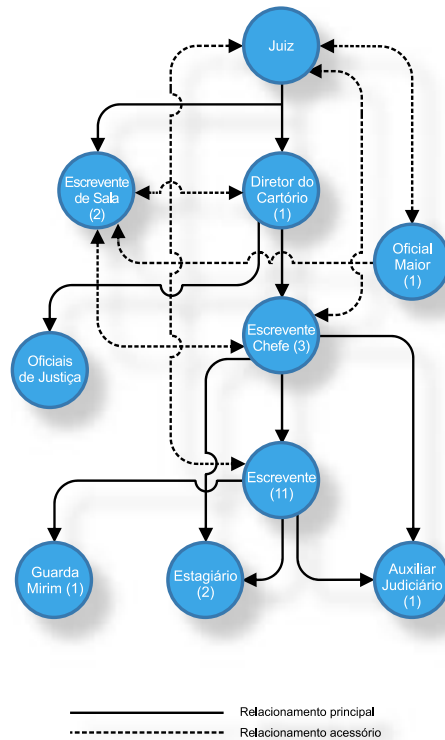 Juiz
Escrevente
de Sala
(2)
Diretor do
Cartório
(1)
Oficial
Maior
(1)
Oficiais
de Justiça
Escrevente
Chefe (3)
Escrevente
(11)
Guarda
Mirim (1)
Estagiário
(2)
Auxiliar
Judiciário
(1)
Relacionamento principal
Relacionamento acessório